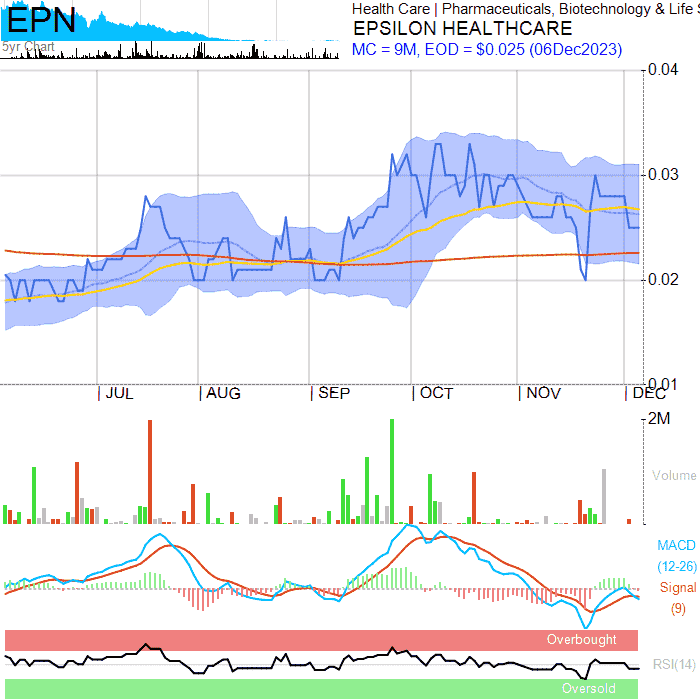 EPN
5yr Chart
Health Care | Pharmaceuticals, Biotechnology & Life S
EPSILON HEALTHCARE
MC = 9M, EOD = $0.025 (06Dec2023)
0.04
0.03
0.02
0.01
JUL AUG SEP OCT NOV DEC
2M
Volume
MACD
(12-26)
Signal
(9)
Overbought
RSI(14)
Oversold